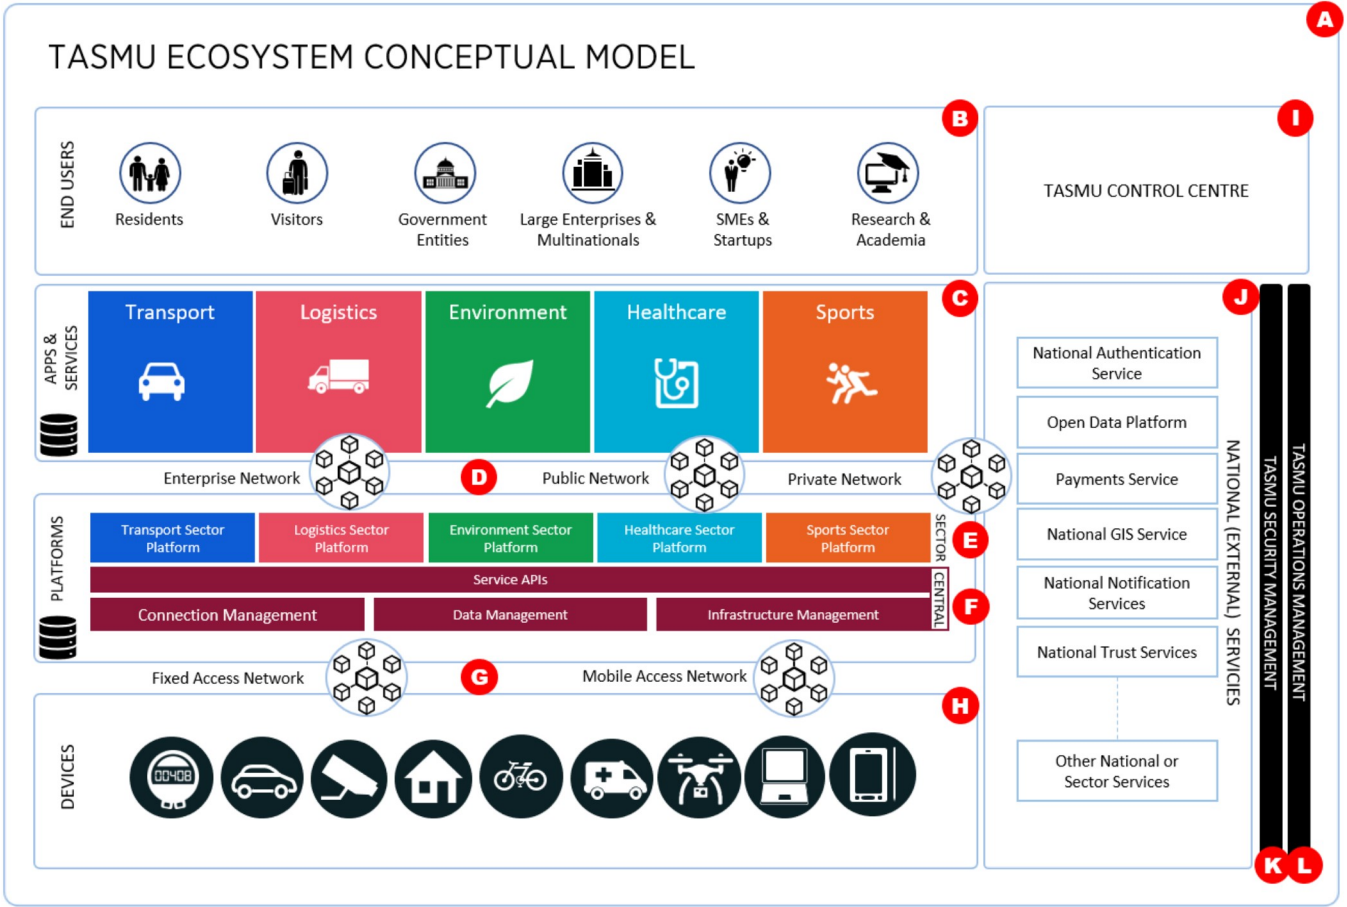 A
TASMU ECOSYSTEM CONCEPTUAL MODEL
B
END USERS
Residents
Visitors
Government
Entities
Large Enterprises &
Multinationals
SMEs &
Startups
Research &
Academia
I
TASMU CONTROL CENTRE
C
APPS &
SERVICES
Transport
Logistics
Environment
Healthcare
Sports
Enterprise Network
D
Public Network
Private Network
PLATFORMS
Transport Sector
Platform
Logistics Sector
Platform
Environment Sector
Platform
Healthcare Sector
Platform
Sports Sector
Platform
SECTOR
E
Service APIs
CENTRAL
F
Connection Management
Data Management
Infrastructure Management
Fixed Access Network
G
Mobile Access Network
H
DEVICES
00408
J
National Authentication
Service
Open Data Platform
Payments Service
National GIS Service
National Notification
Services
National Trust Services
Other National or
Sector Services
NATIONAL (EXTERNAL) SERVICIES
TASMU SECURITY MANAGEMENT
TASMU OPERATIONS MANAGEMENT
K
L